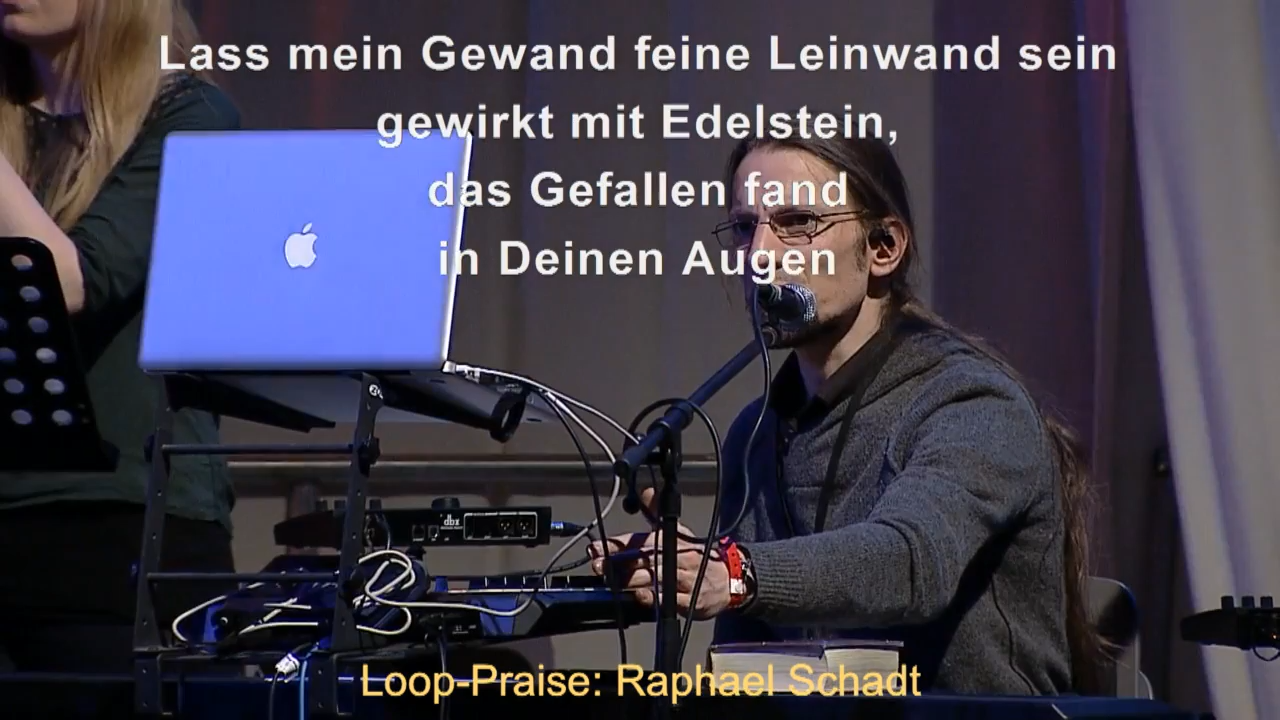 Lass mein Gewand feine Leinwand sein
gewirkt mit Edelstein,
das Gefallen fand
in Deinen Augen
dbx
Loop-Praise: Raphael Schadt